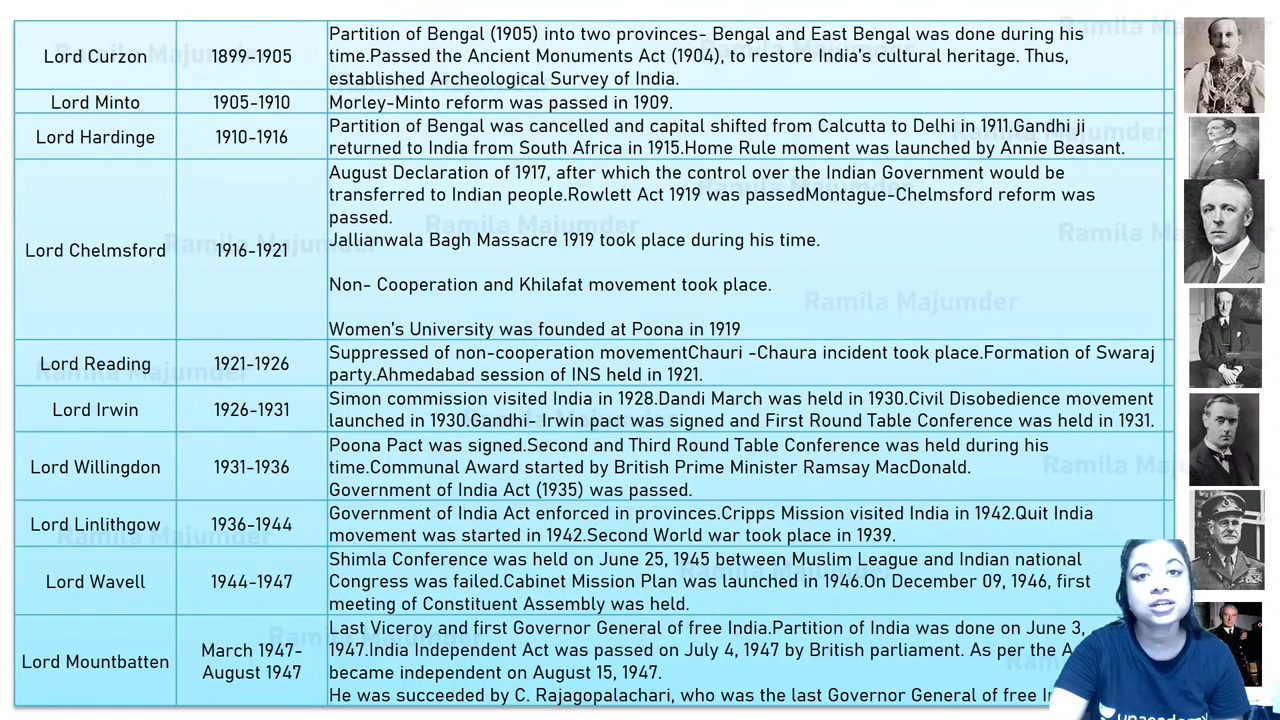 Partition of Bengal (1905) into two provinces- Bengal and East Bengal was done during his
Lord Curzon 1899-1905 time.Passed the Ancient Monuments Act (1904), to restore India's cultural heritage. Thus,
established Archeological Survey of India.
Lord Minto 1905-1910 Morley-Minto reform was passed in 1909.
Lord Hardinge 1910-1916 Partition of Bengal was cancelled and capital shifted from Calcutta to Delhi in 1911.Gandhi ji
returned to India from South Africa in 1915.Home Rule moment was launched by Annie Beasant.
August Declaration of 1917, after which the control over the Indian Government would be
transferred to Indian people.Rowlett Act 1919 was passedMontague-Chelmsford reform was
passed.
Lord Chelmsford 1916-1921 Jallianwala Bagh Massacre 1919 took place during his time.
Non- Cooperation and Khilafat movement took place.
Women's University was founded at Poona in 1919
Lord Reading 1921-1926 Suppressed of non-cooperation movementChauri -Chaura incident took place.Formation of Swaraj
party.Ahmedabad session of INS held in 1921.
Lord Irwin 1926-1931 Simon commission visited India in 1928.Dandi March was held in 1930.Civil Disobedience movement
launched in 1930.Gandhi- Irwin pact was signed and First Round Table Conference was held in 1931.
Poona Pact was signed.Second and Third Round Table Conference was held during his
Lord Willingdon 1931-1936 time.Communal Award started by British Prime Minister Ramsay MacDonald.
Government of India Act (1935) was passed.
Lord Linlithgow 1936-1944 Government of India Act enforced in provinces.Cripps Mission visited India in 1942.Quit India
movement was started in 1942.Second World war took place in 1939.
Shimla Conference was held on June 25, 1945 between Muslim League and Indian national
Lord Wavell 1944-1947 Congress was failed.Cabinet Mission Plan was launched in 1946.On December 09, 1946, first
meeting of Constituent Assembly was held.
Last Viceroy and first Governor General of free India.Partition of India was done on June 3,
Lord Mountbatten March 1947- 1947.India Independent Act was passed on July 4, 1947 by British parliament. As per the
August 1947 became independent on August 15, 1947.
He was succeeded by C. Rajagopalachari, who was the last Governor General of free
unacademy
Ramila Majumder